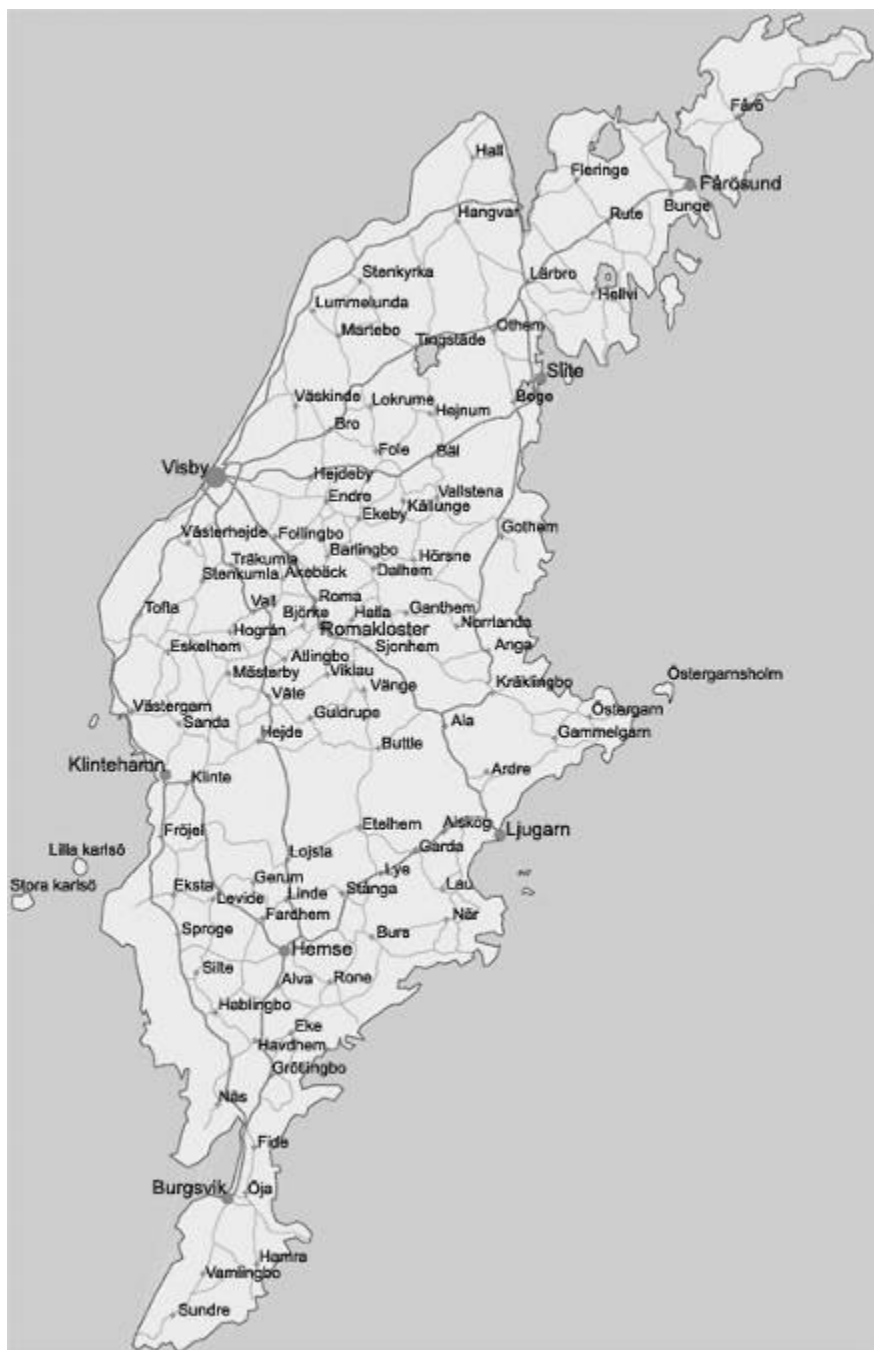 Fårö
Hall
Fleringe
Fårösund
Bunge
Hangvar
Rute
Stenkyrka
Lärbro
Hellvi
Lummelunda
Martebo
Othem
Tingstäde
Slite
Väskinde
Lokrume
Boge
Hejnum
Bro
Fole
Bäl
Visby
Hejdeby
Endre
Vallstena
Källunge
Ekeby
Västerhejde
Follingbo
Gothem
Barlingbo
Hörsne
Träkumla
Stenkumla
Akebäck
Dalhem
Tofta
Vall
Roma
Björke
Halla
Ganthem
Hogrän
Romakloster
Norrlanda
Eskelhem
Sjonhem
Anga
Atlingbo
Mästerby
Viklau
Östergarnsholm
Väte
Vänge
Kräklingbo
Västergarn
Sanda
Guldrupe
Östergarn
Ala
Hejde
Buttle
Gammelgarn
Klintehamn
Klinte
Ardre
Fröjel
Etelhem
Alskog
Ljugarn
Lilla karlsö
Lojsta
Garda
Stora karlsö
Eksta
Gerum
Lye
Levide
Linde
Stånga
Lau
Fardhem
När
Sproge
Burs
Hemse
Silte
Alva
Rone
Hablingbo
Eke
Havdhem
Grötlingbo
Näs
Fide
Burgsvik
Öja
Hamra
Vamlingbo
Sundre